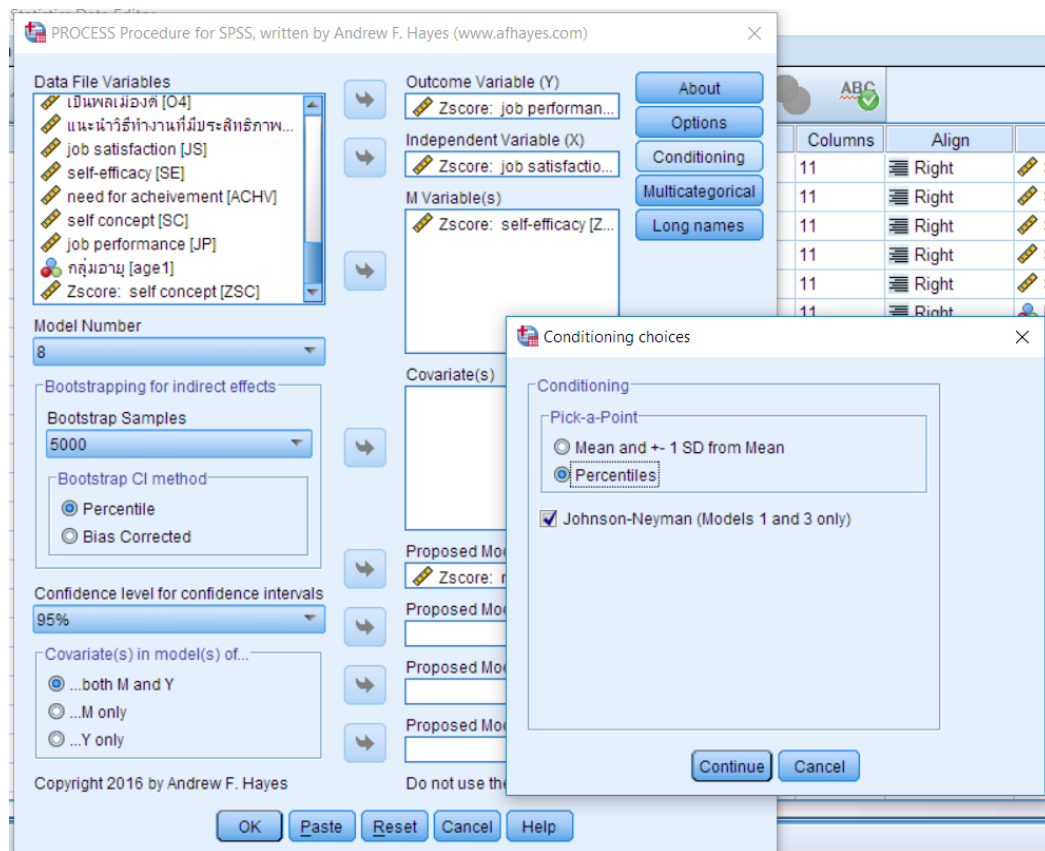 PROCESS Procedure for SPSS, written by Andrew F. Hayes (www.afhayes.com)
Data File Variables
เป็นพลเมืองดี [O4]
แนะนำวิธีทำงานที่มีประสิทธิภาพ...
job satisfaction [JS]
self-efficacy [SE]
need for acheivement [ACHV]
self concept [SC]
job performance [JP]
กลุ่มอายุ [age1]
Zscore: self concept [ZSC]
Model Number
8
Bootstrapping for indirect effects
Bootstrap Samples
5000
Bootstrap CI method
Percentile
Bias Corrected
Confidence level for confidence intervals
95%
Covariate(s) in model(s) of...
...both M and Y
...M only
...Y only
Copyright 2016 by Andrew F. Hayes
Outcome Variable (Y)
Zscore: job performan...
Independent Variable (X)
Zscore: job satisfactio...
M Variable(s)
Zscore: self-efficacy [Z...
Covariate(s)
Proposed Mo
Zscore:
Proposed Mo
Proposed Mo
Proposed Mo
Do not use the
About
Options
Conditioning
Multicategorical
Long names
OK
Paste
Reset
Cancel
Help
ABC
Columns
Align
11
Right
11
Right
11
Right
11
Right
11
Right
11
Right
Conditioning choices
Conditioning
Pick-a-Point
Mean and +- 1 SD from Mean
Percentiles
Johnson-Neyman (Models 1 and 3 only)
Continue
Cancel